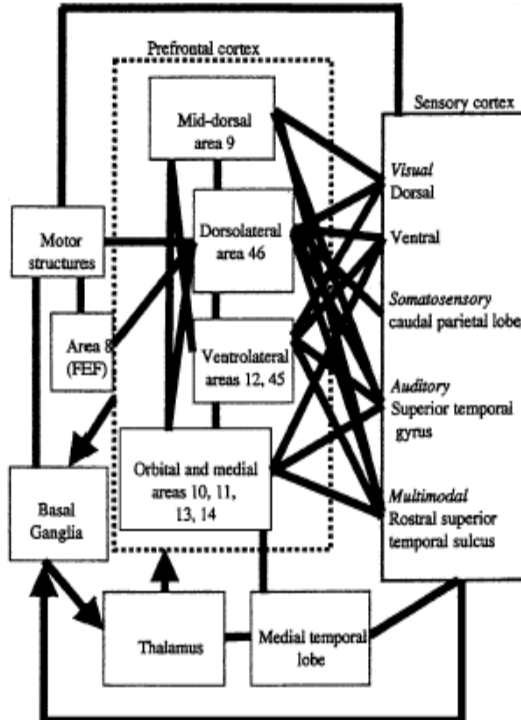 Prefrontal cortex
Sensory cortex
Mid-dorsal
area 9
Visual
Dorsal
Dorsolateral
area 46
Motor
structures
Ventral
Somatosensory
caudal parietal lobe
Area 8
(FEF)
Ventrolateral
areas 12, 45
Auditory
Superior temporal
gyrus
Orbital and medial
areas 10, 11,
13, 14
Multimodal
Rostral superior
temporal sulcus
Basal
Ganglia
Thalamus
Medial temporal
lobe